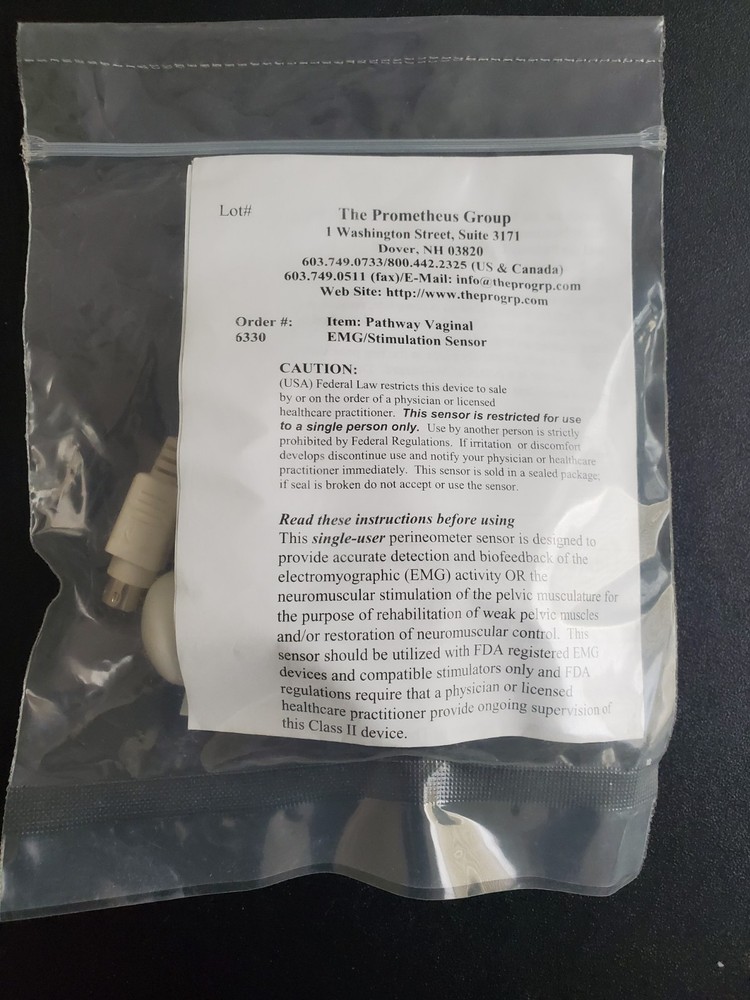 Lot#
The Prometheus Group
1 Washington Street, Suite 3171
Dover, NH 03820
603.749.0733/800.442.2325 (US & Canada)
603.749.0511 (fax)/E-Mail: info@theprogrp.com
Web Site: http://www.theprogrp.com
Order #: Item: Pathway Vaginal
6330 EMG/Stimulation Sensor
CAUTION:
(USA) Federal Law restricts this device to sale
by or on the order of a physician or licensed
healthcare practitioner. This sensor is restricted for use
to a single person only. Use by another person is strictly
prohibited by Federal Regulations. If irritation or discomfort
develops discontinue use and notify your physician or healthcare
practitioner immediately. This sensor is sold in a sealed package;
if seal is broken do not accept or use the sensor.
Read these instructions before using
This single-user perineometer sensor is designed to
provide accurate detection and biofeedback of the
electromyographic (EMG) activity OR the
neuromuscular stimulation of the pelvic musculature for
the purpose of rehabilitation of weak pelvic muscles
and/or restoration of neuromuscular control. This
sensor should be utilized with FDA registered EMG
devices and compatible stimulators only and FDA
regulations require that a physician or licensed
healthcare practitioner provide ongoing supervision of
this Class II device.